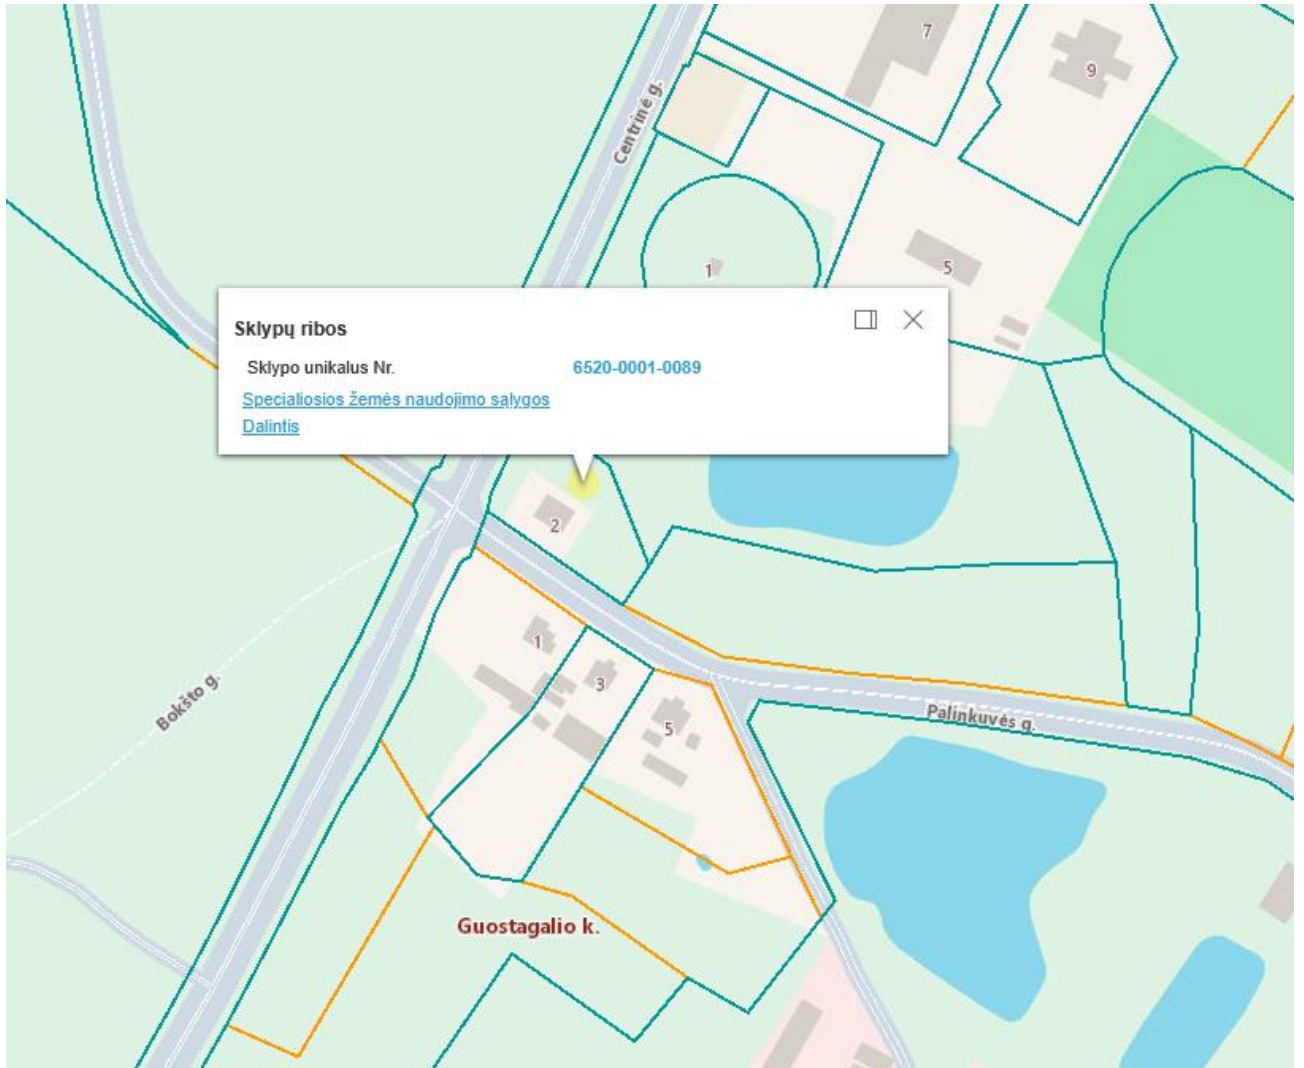 7
9
Centrinė g.
1
5
Sklypų ribos
Sklypo unikalus Nr. 6520-0001-0089
Specialiosios žemės naudojimo sąlygos
Dalintis
2
1
3
5
Bokšto g.
Palinkuvės g.
Guostagalio k.